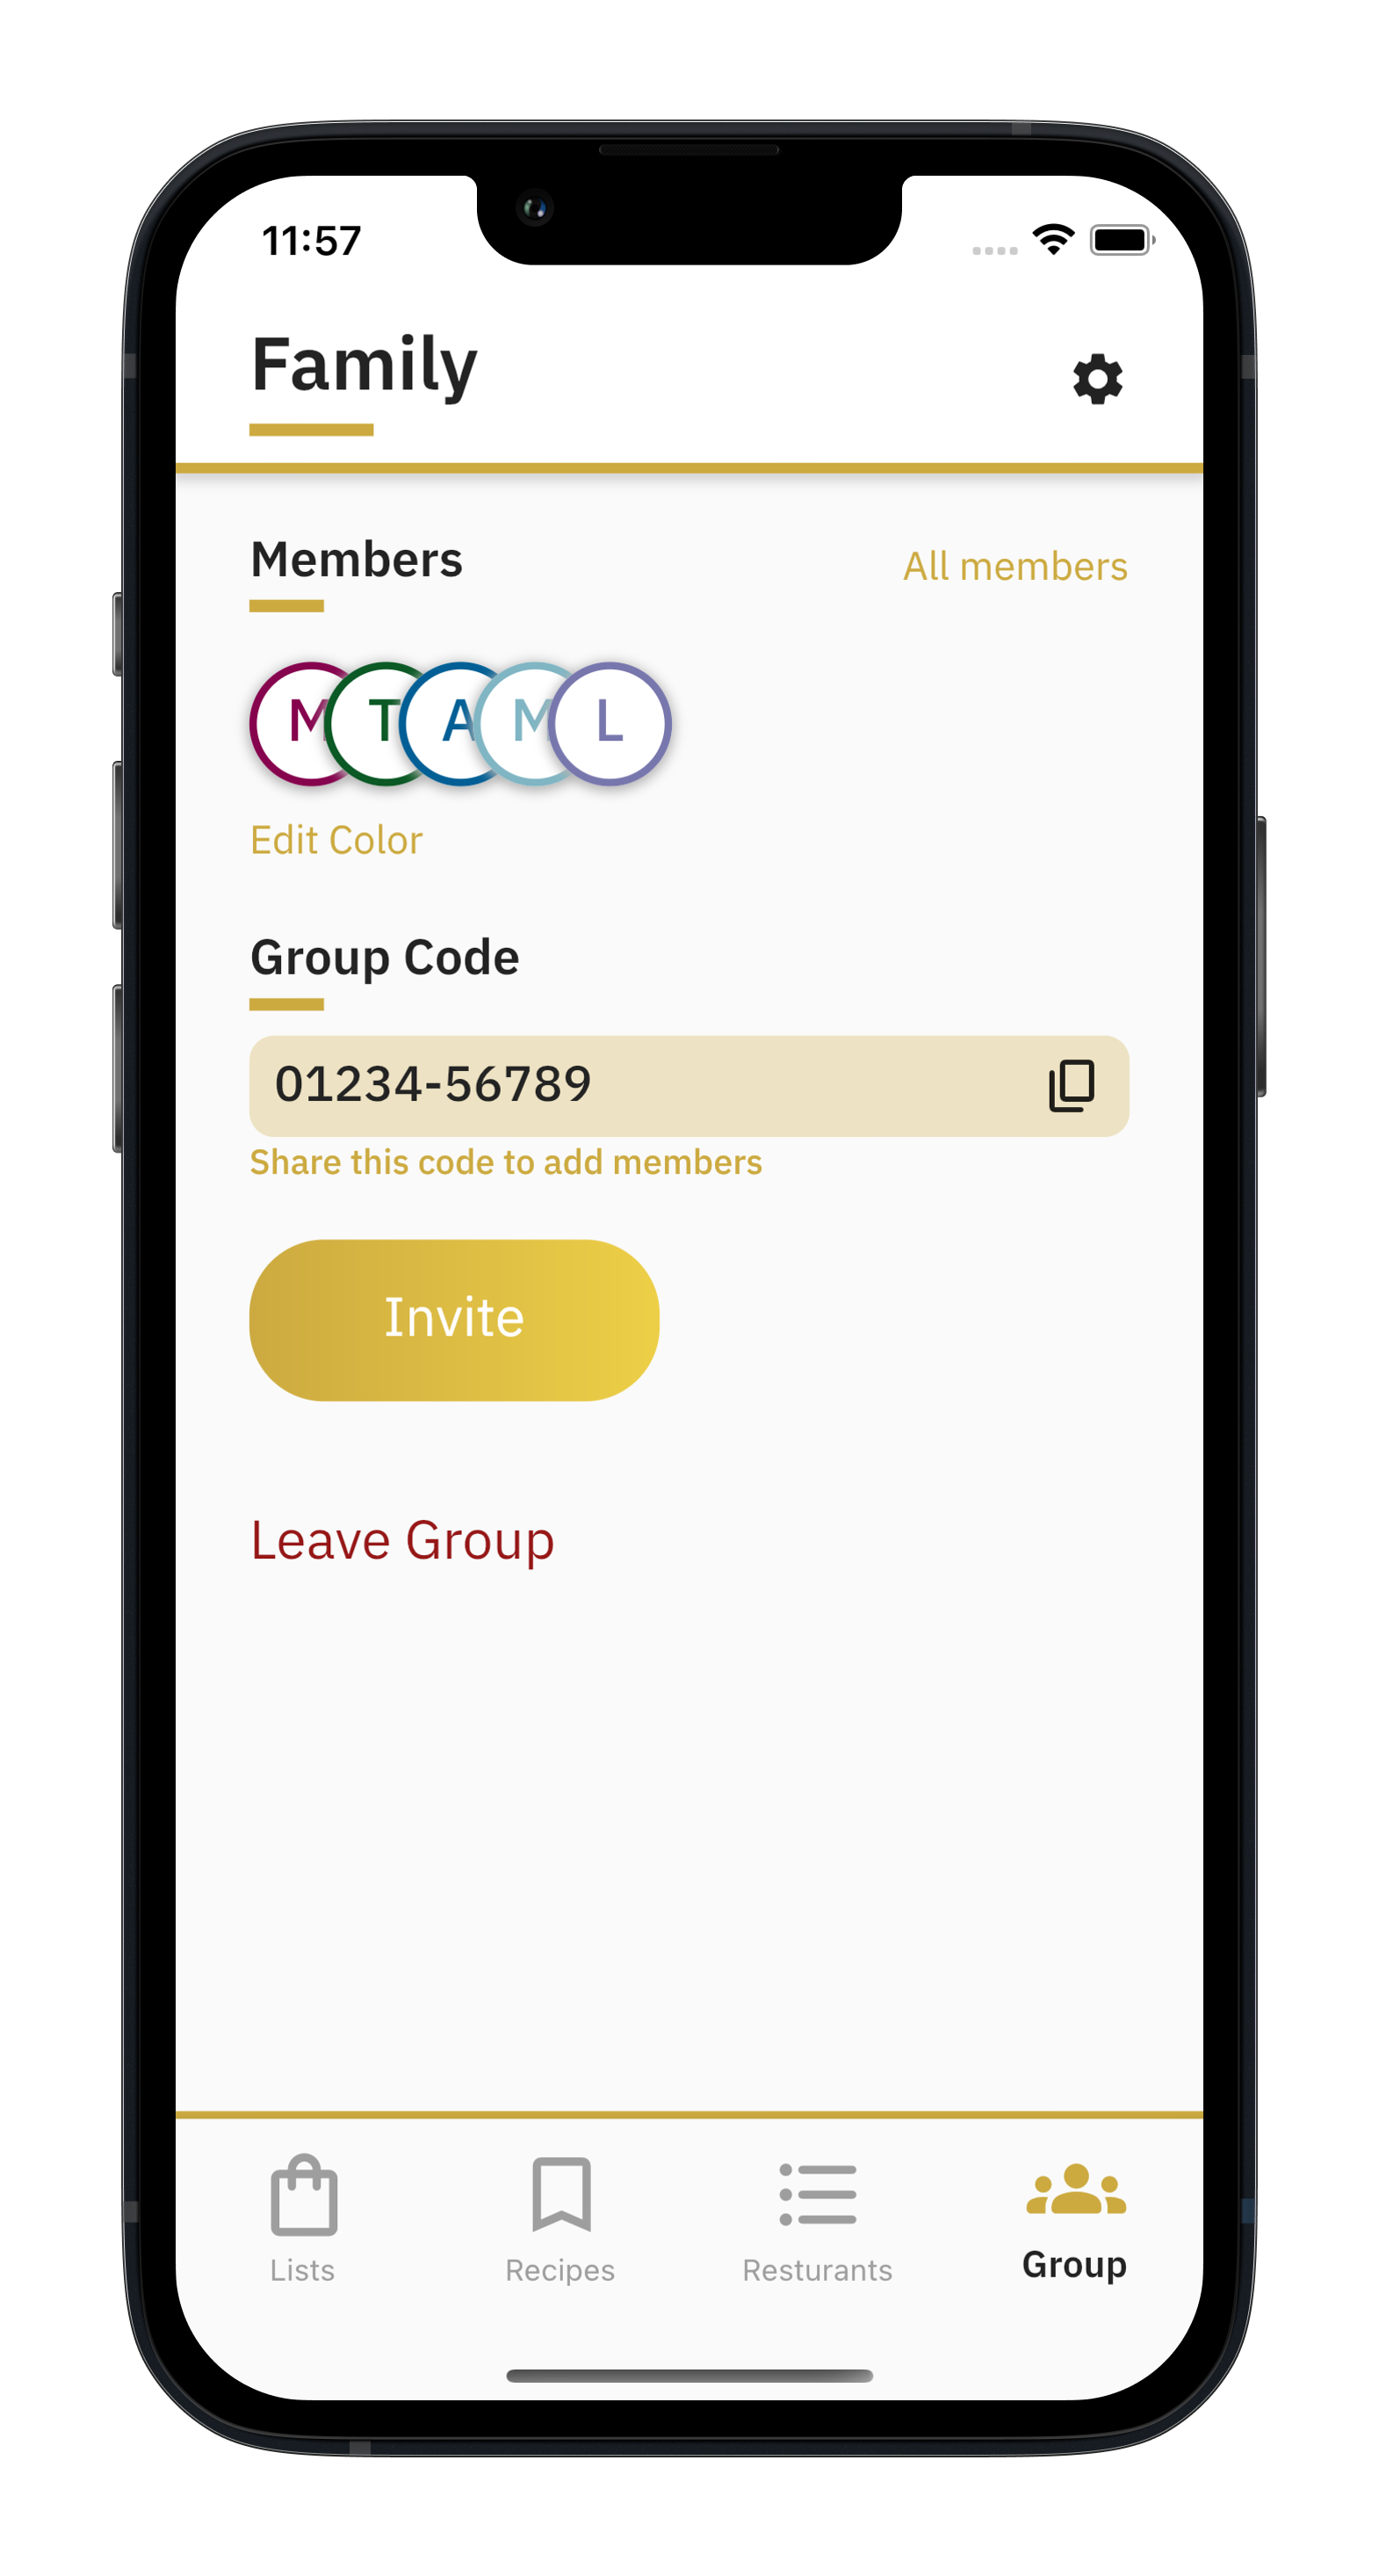 11:57
Family
Members
All members
M T A M L
Edit Color
Group Code
01234-56789
Share this code to add members
Invite
Leave Group
Lists
Recipes
Resturants
Group